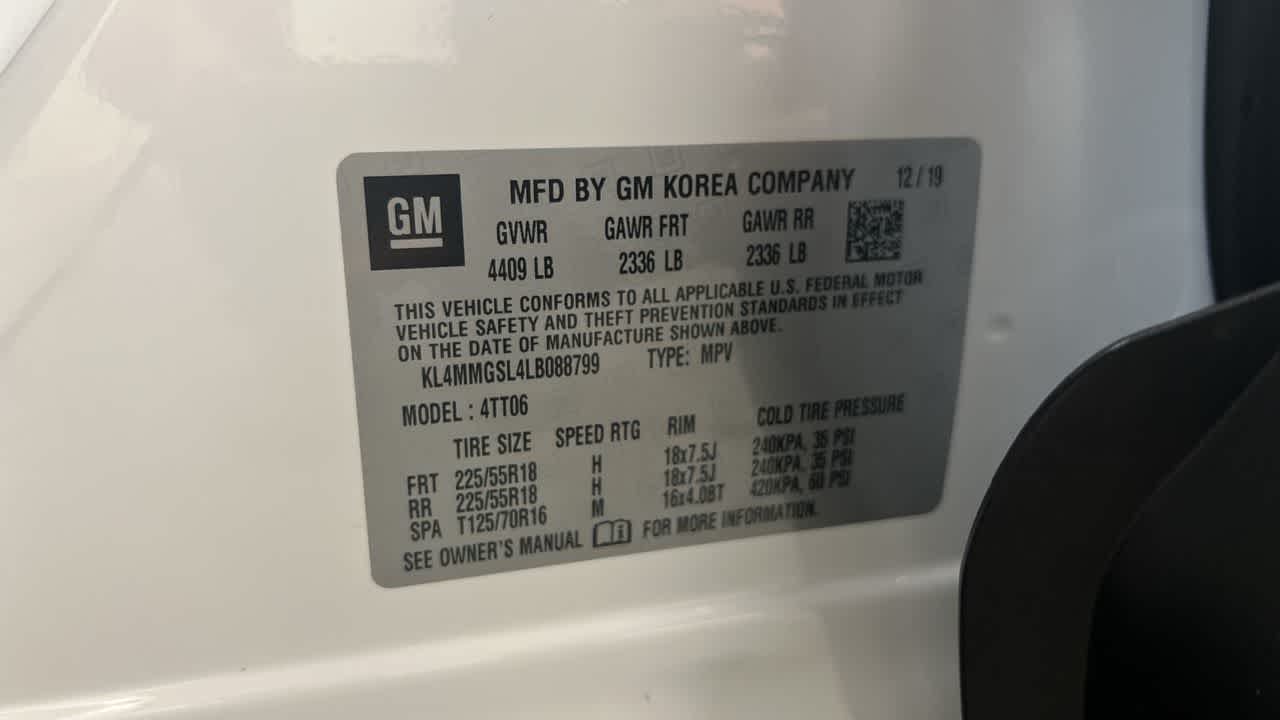 GM MFD BY GM KOREA COMPANY 12/19
GVWR GAWR FRT GAWR RR
4409 LB 2336 LB 2336 LB
THIS VEHICLE CONFORMS TO ALL APPLICABLE U.S. FEDERAL MOTOR
VEHICLE SAFETY AND THEFT PREVENTION STANDARDS IN EFFECT
ON THE DATE OF MANUFACTURE SHOWN ABOVE.
KL4MMGSL4LB088799 TYPE: MPV
MODEL : 4TT06
TIRE SIZE SPEED RTG RIM COLD TIRE PRESSURE
FRT 225/55R18 H 18x7.5J 240KPA, 35 PSI
RR 225/55R18 H 18x7.5J 240KPA, 35 PSI
SPA T125/70R16 M 16x4.0BT 420KPA, 60 PSI
SEE OWNER'S MANUAL FOR MORE INFORMATION.